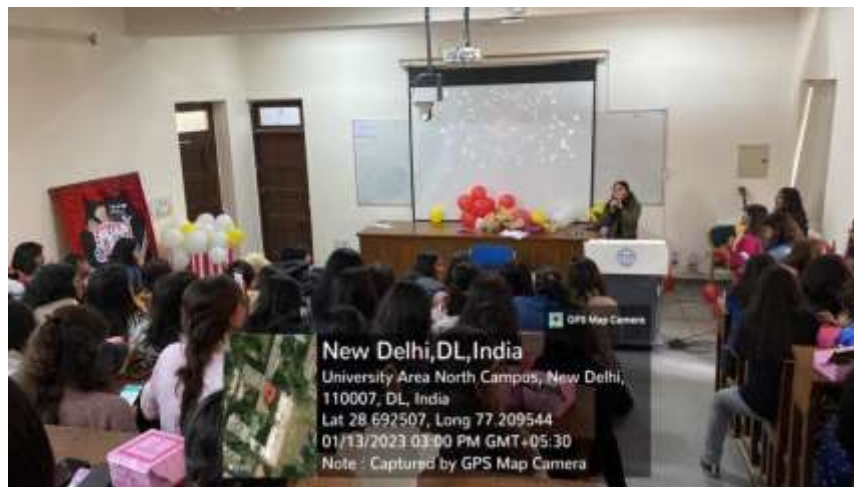 GPS Map Camera
New Delhi,DL,India
University Area North Campus, New Delhi,
110007, DL, India
Lat 28.692507, Long 77.209544
01/13/2023 03:00 PM GMT+05:30
Note : Captured by GPS Map Camera